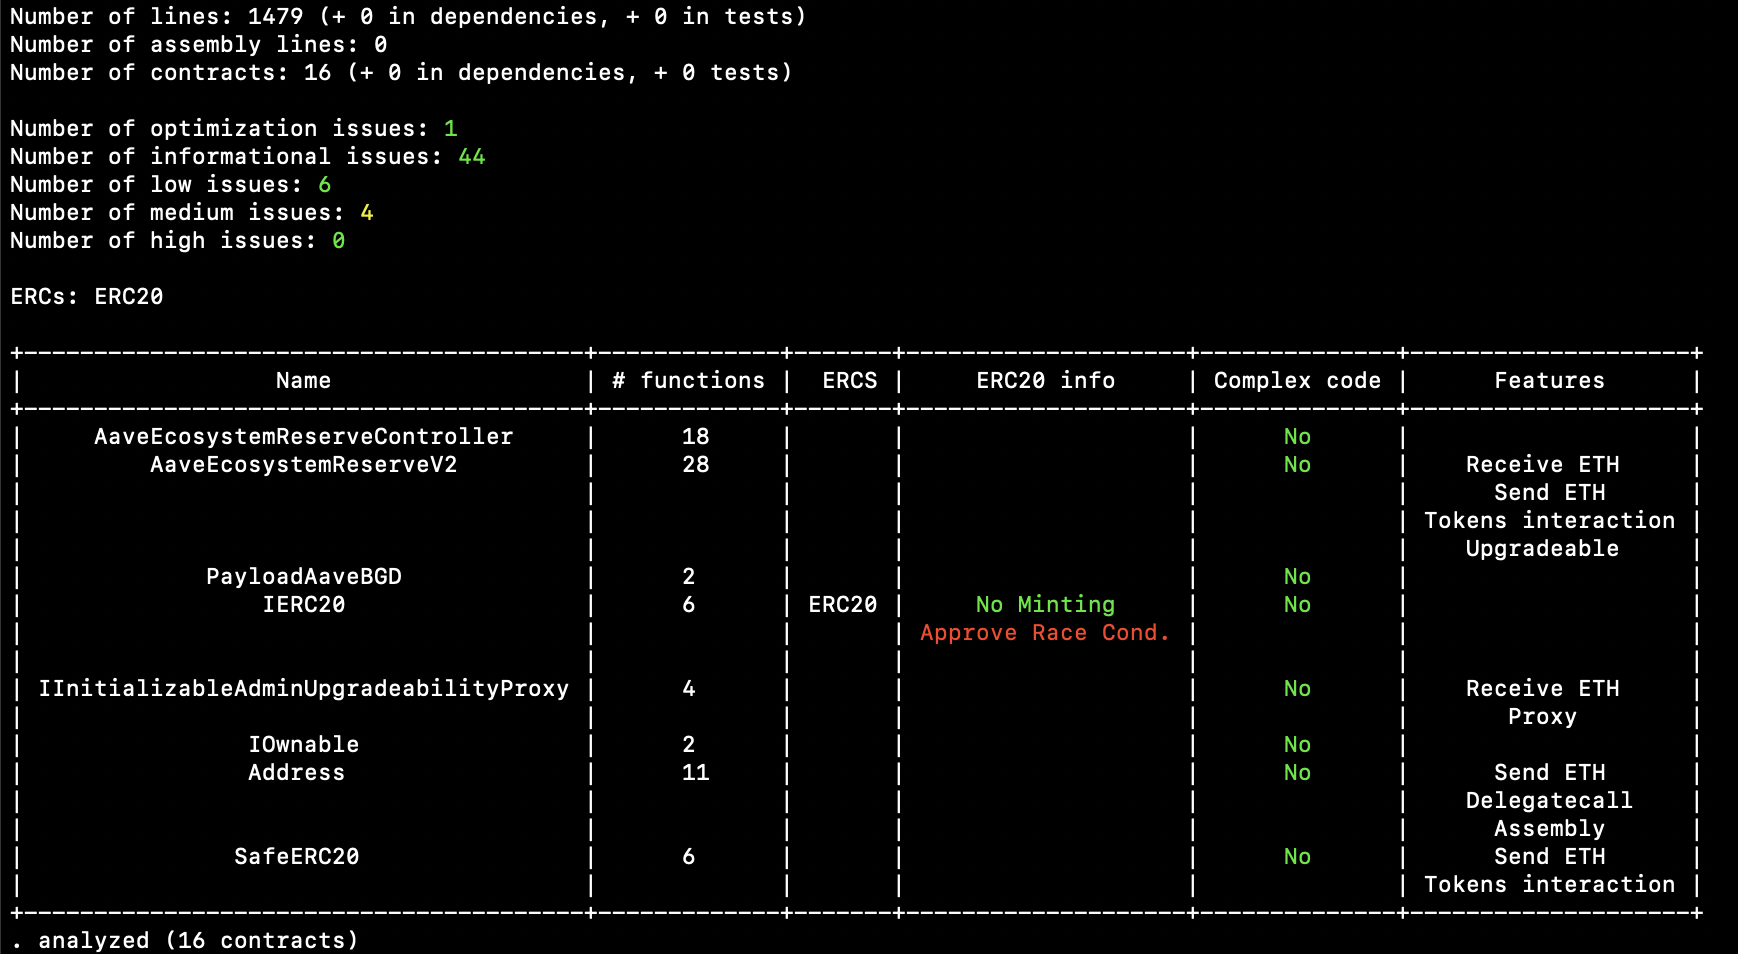 Number of lines: 1479 (+ 0 in dependencies, + 0 in tests)
Number of assembly lines: 0
Number of contracts: 16 (+ 0 in dependencies, + 0 tests)
Number of optimization issues: 1
Number of informational issues: 44
Number of low issues: 6
Number of medium issues: 4
Number of high issues: 0
ERCs: ERC20
Name | # functions | ERCS | ERC20 info | Complex code | Features
AaveEcosystemReserveController | 18 | | | No |
AaveEcosystemReserveV2 | 28 | | | No | Receive ETH
Send ETH
Tokens interaction
Upgradeable
PayloadAaveBGD | 2 | | | No |
IERC20 | 6 | ERC20 | No Minting | No |
Approve Race Cond.
IInitializableAdminUpgradeabilityProxy | 4 | | | No | Receive ETH
Proxy
IOwnable | 2 | | | No |
Address | 11 | | | No | Send ETH
Delegatecall
Assembly
SafeERC20 | 6 | | | No | Send ETH
Tokens interaction
. analyzed (16 contracts)